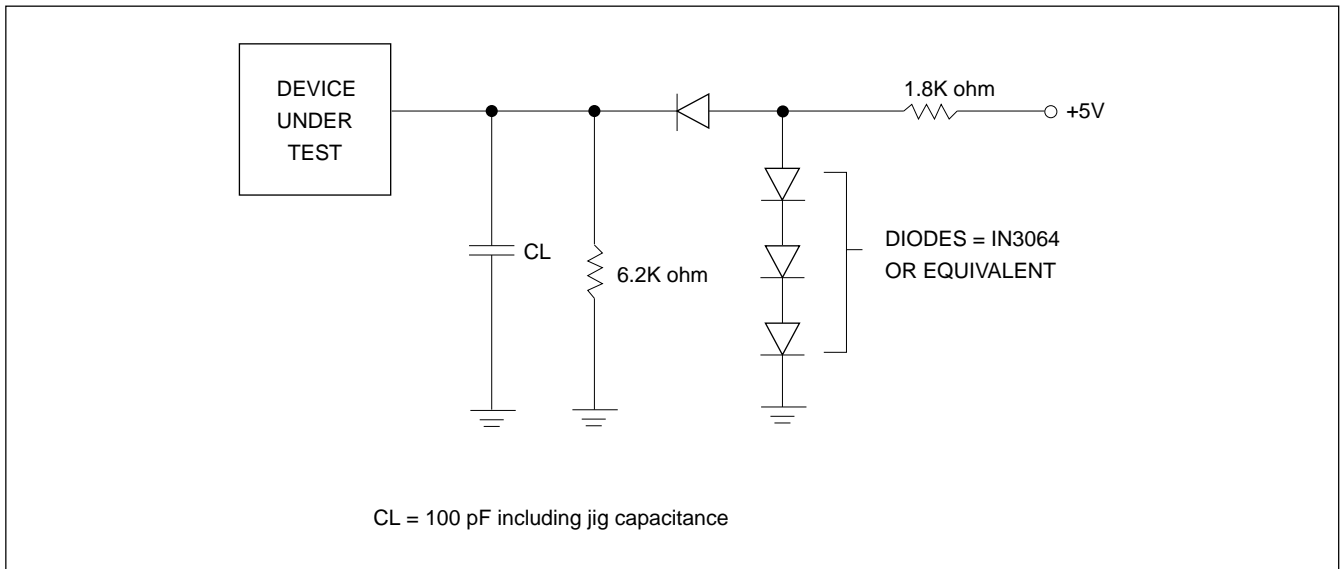 DEVICE
UNDER
TEST
1.8K ohm
+5V
CL
6.2K ohm
DIODES = IN3064
OR EQUIVALENT
CL = 100 pF including jig capacitance